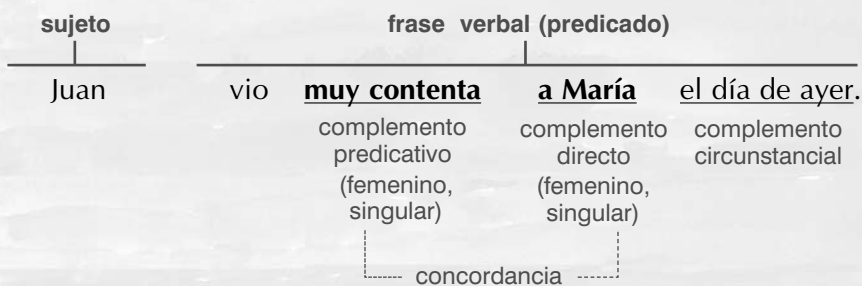 sujeto frase verbal (predicado)
Juan vio muy contenta a María el día de ayer.
complemento complemento complemento
predicativo directo circunstancial
(femenino, (femenino,
singular) singular)
concordancia